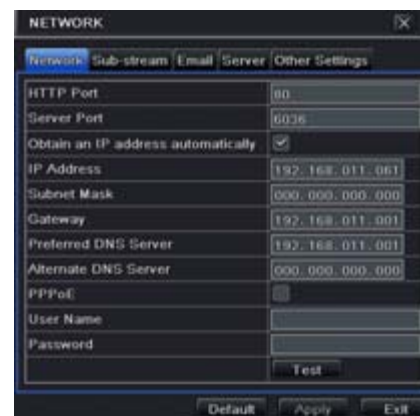 NETWORK
Network Sub-stream Email Server Other Settings
HTTP Port 80
Server Port 6036
Obtain an IP address automatically
IP Address 192. 168. 011. 061
Subnet Mask 000. 000. 000. 000
Gateway 192. 168. 011. 001
Preferred DNS Server 192. 168. 011. 001
Alternate DNS Server 000. 000. 000. 000
PPPoE
User Name
Password
Test
Default Apply Exit